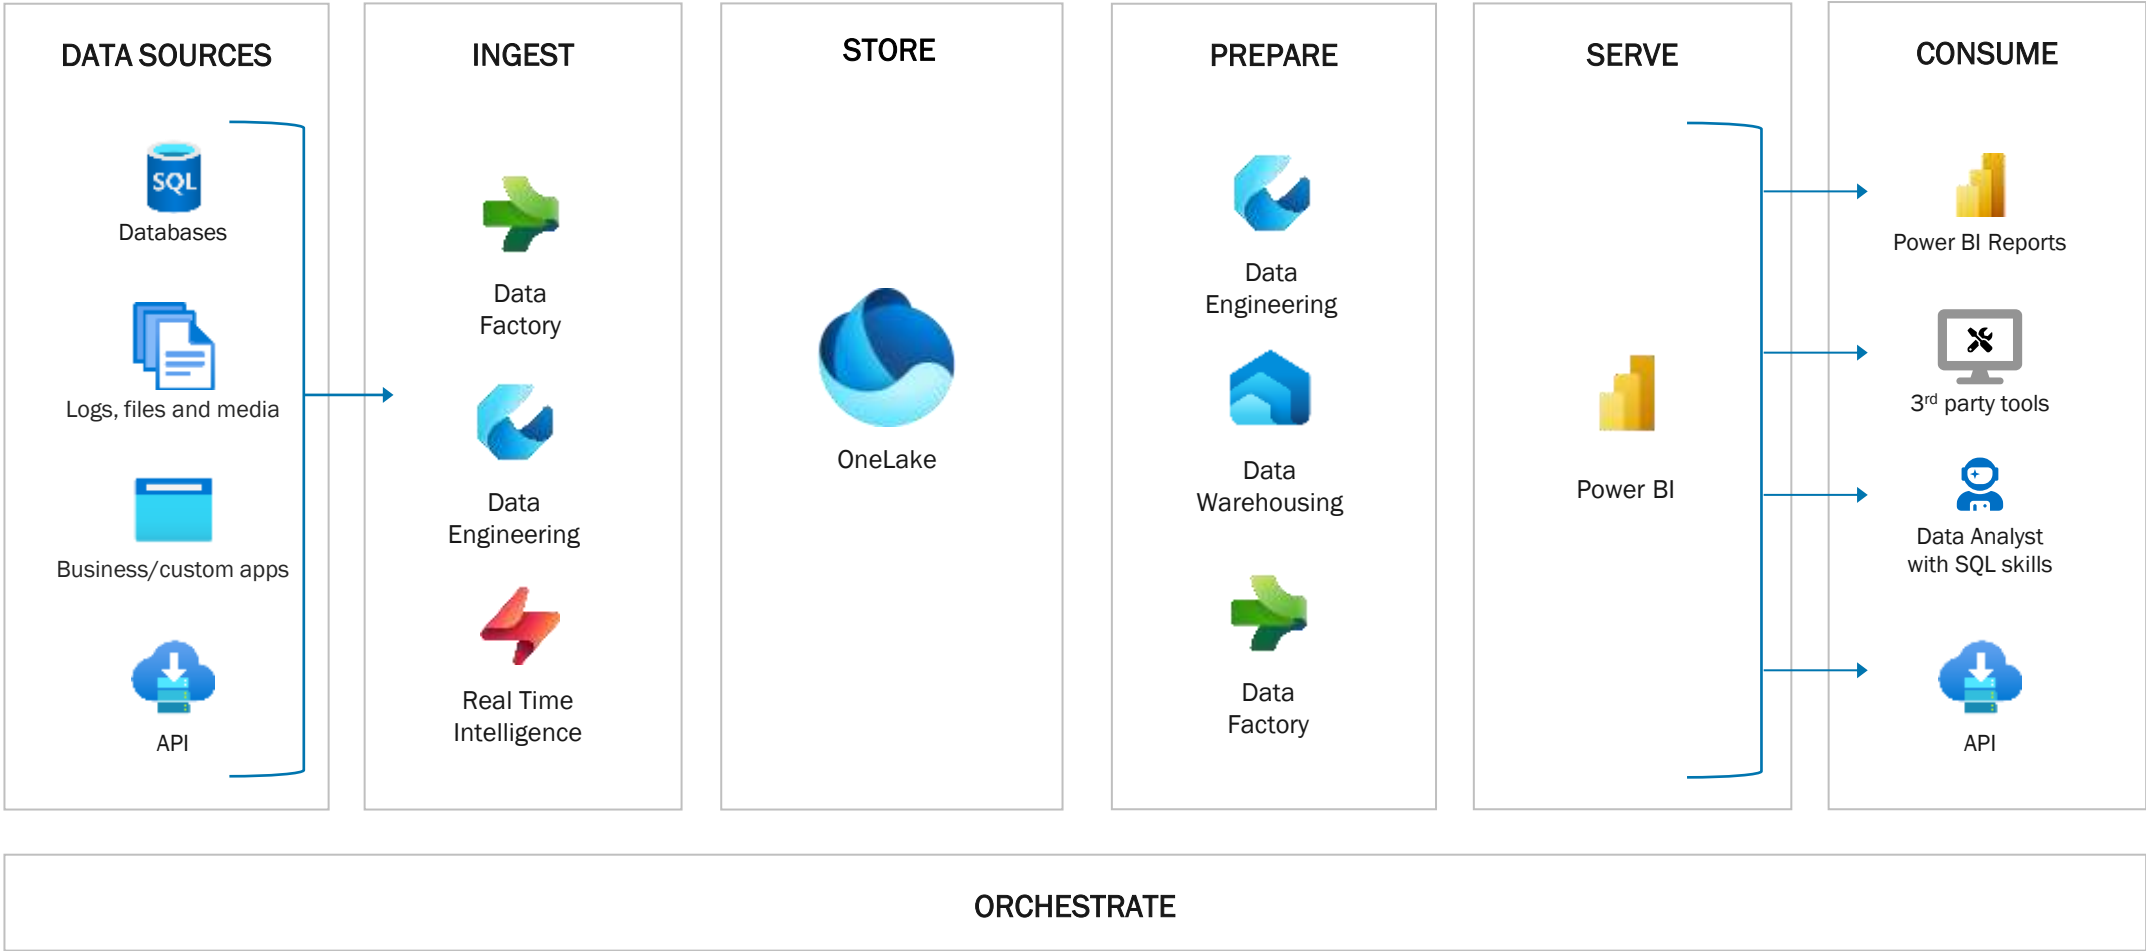 DATA SOURCES
SQL
Databases
Logs, files and media
Business/custom apps
API
INGEST
Data
Factory
Data
Engineering
Real Time
Intelligence
STORE
OneLake
PREPARE
Data
Engineering
Data
Warehousing
Data
Factory
SERVE
Power BI
CONSUME
Power BI Reports
3rd party tools
Data Analyst
with SQL skills
API
ORCHESTRATE